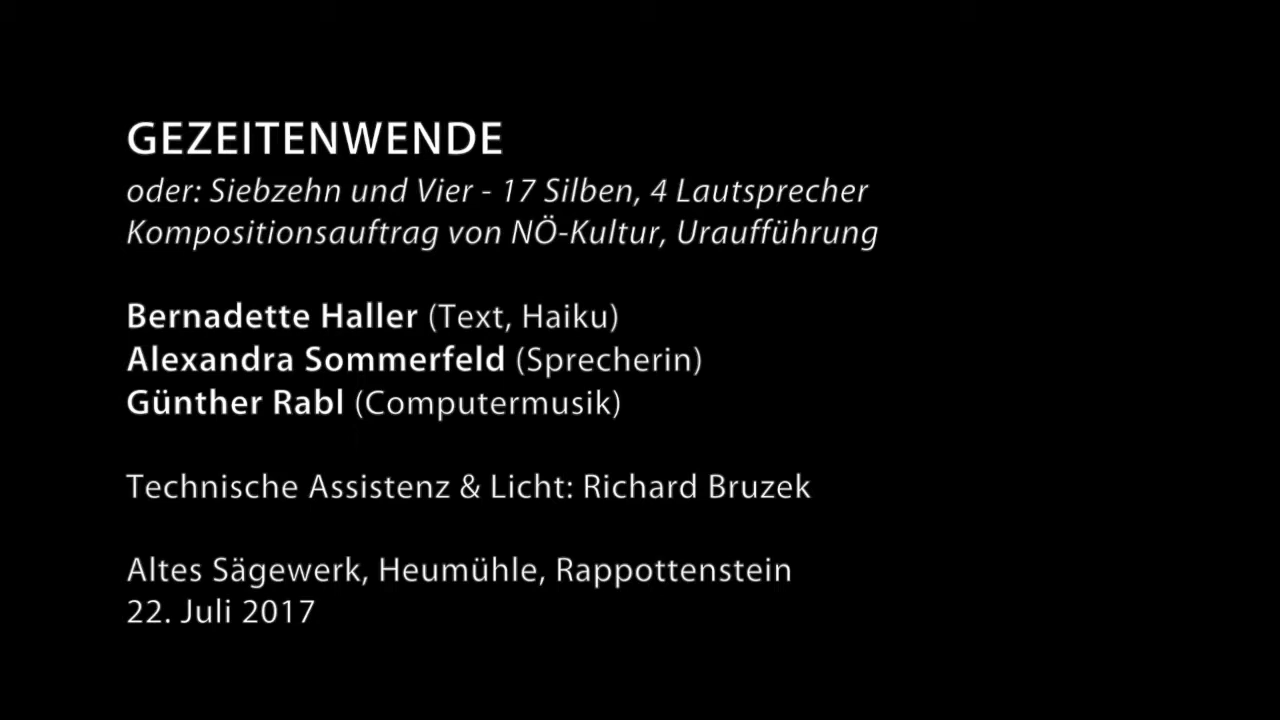 GEZEITENWENDE
oder: Siebzehn und Vier - 17 Silben, 4 Lautsprecher
Kompositionsauftrag von NÖ-Kultur, Uraufführung
Bernadette Haller (Text, Haiku)
Alexandra Sommerfeld (Sprecherin)
Günther Rabl (Computermusik)
Technische Assistenz & Licht: Richard Bruzek
Altes Sägewerk, Heumühle, Rappottenstein
22. Juli 2017